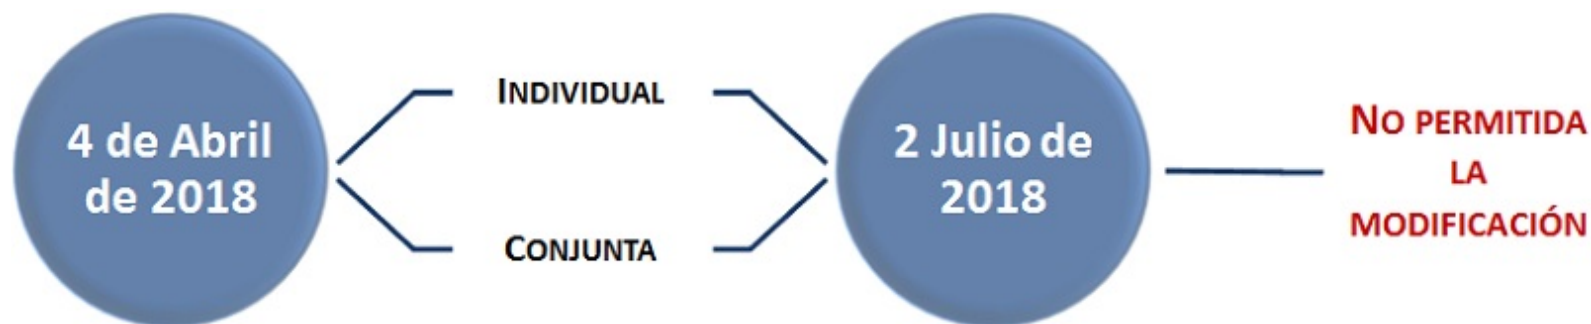 4 de Abril
de 2018
INDIVIDUAL
CONJUNTA
2 Julio de
2018
NO PERMITIDA
LA
MODIFICACIÓN